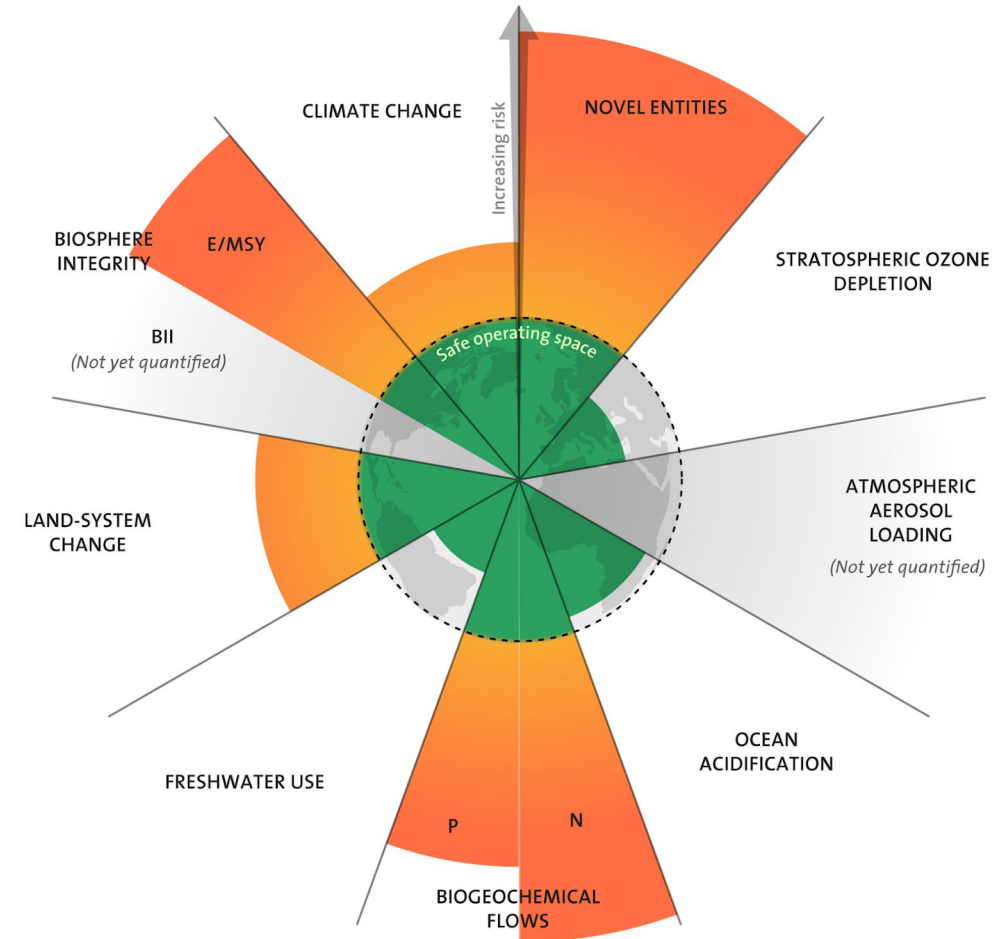 CLIMATE CHANGE
Increasing risk
NOVEL ENTITIES
BIOSPHERE
INTEGRITY
E/MSY
STRATOSPHERIC OZONE
DEPLETION
BII
(Not yet quantified)
Safe operating space
ATMOSPHERIC
AEROSOL
LOADING
(Not yet quantified)
LAND-SYSTEM
CHANGE
OCEAN
ACIDIFICATION
FRESHWATER USE
P
N
BIOGEOCHEMICAL
FLOWS